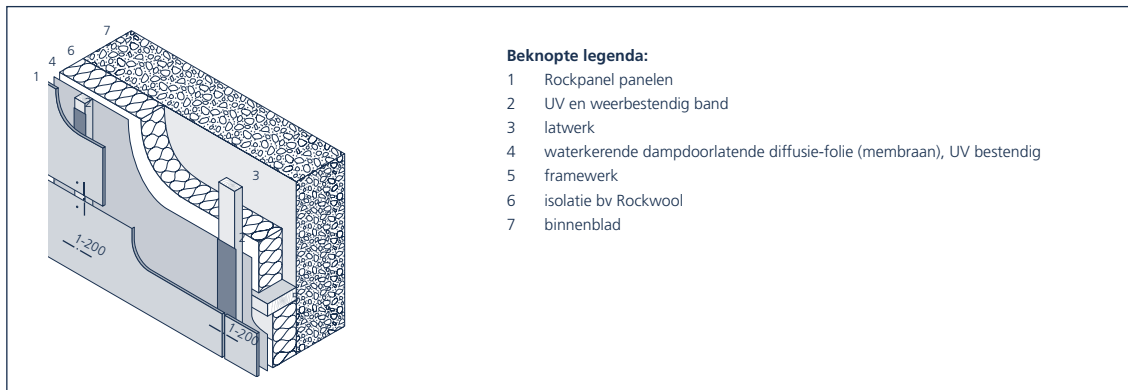 7
6
4
1
3
2
1-200
1-200
Beknopte legenda:
1 Rockpanel panelen
2 UV en weerbestendig band
3 latwerk
4 waterkerende dampdoorlatende diffusie-folie (membraan), UV bestendig
5 framewerk
6 isolatie bv Rockwool
7 binnenblad